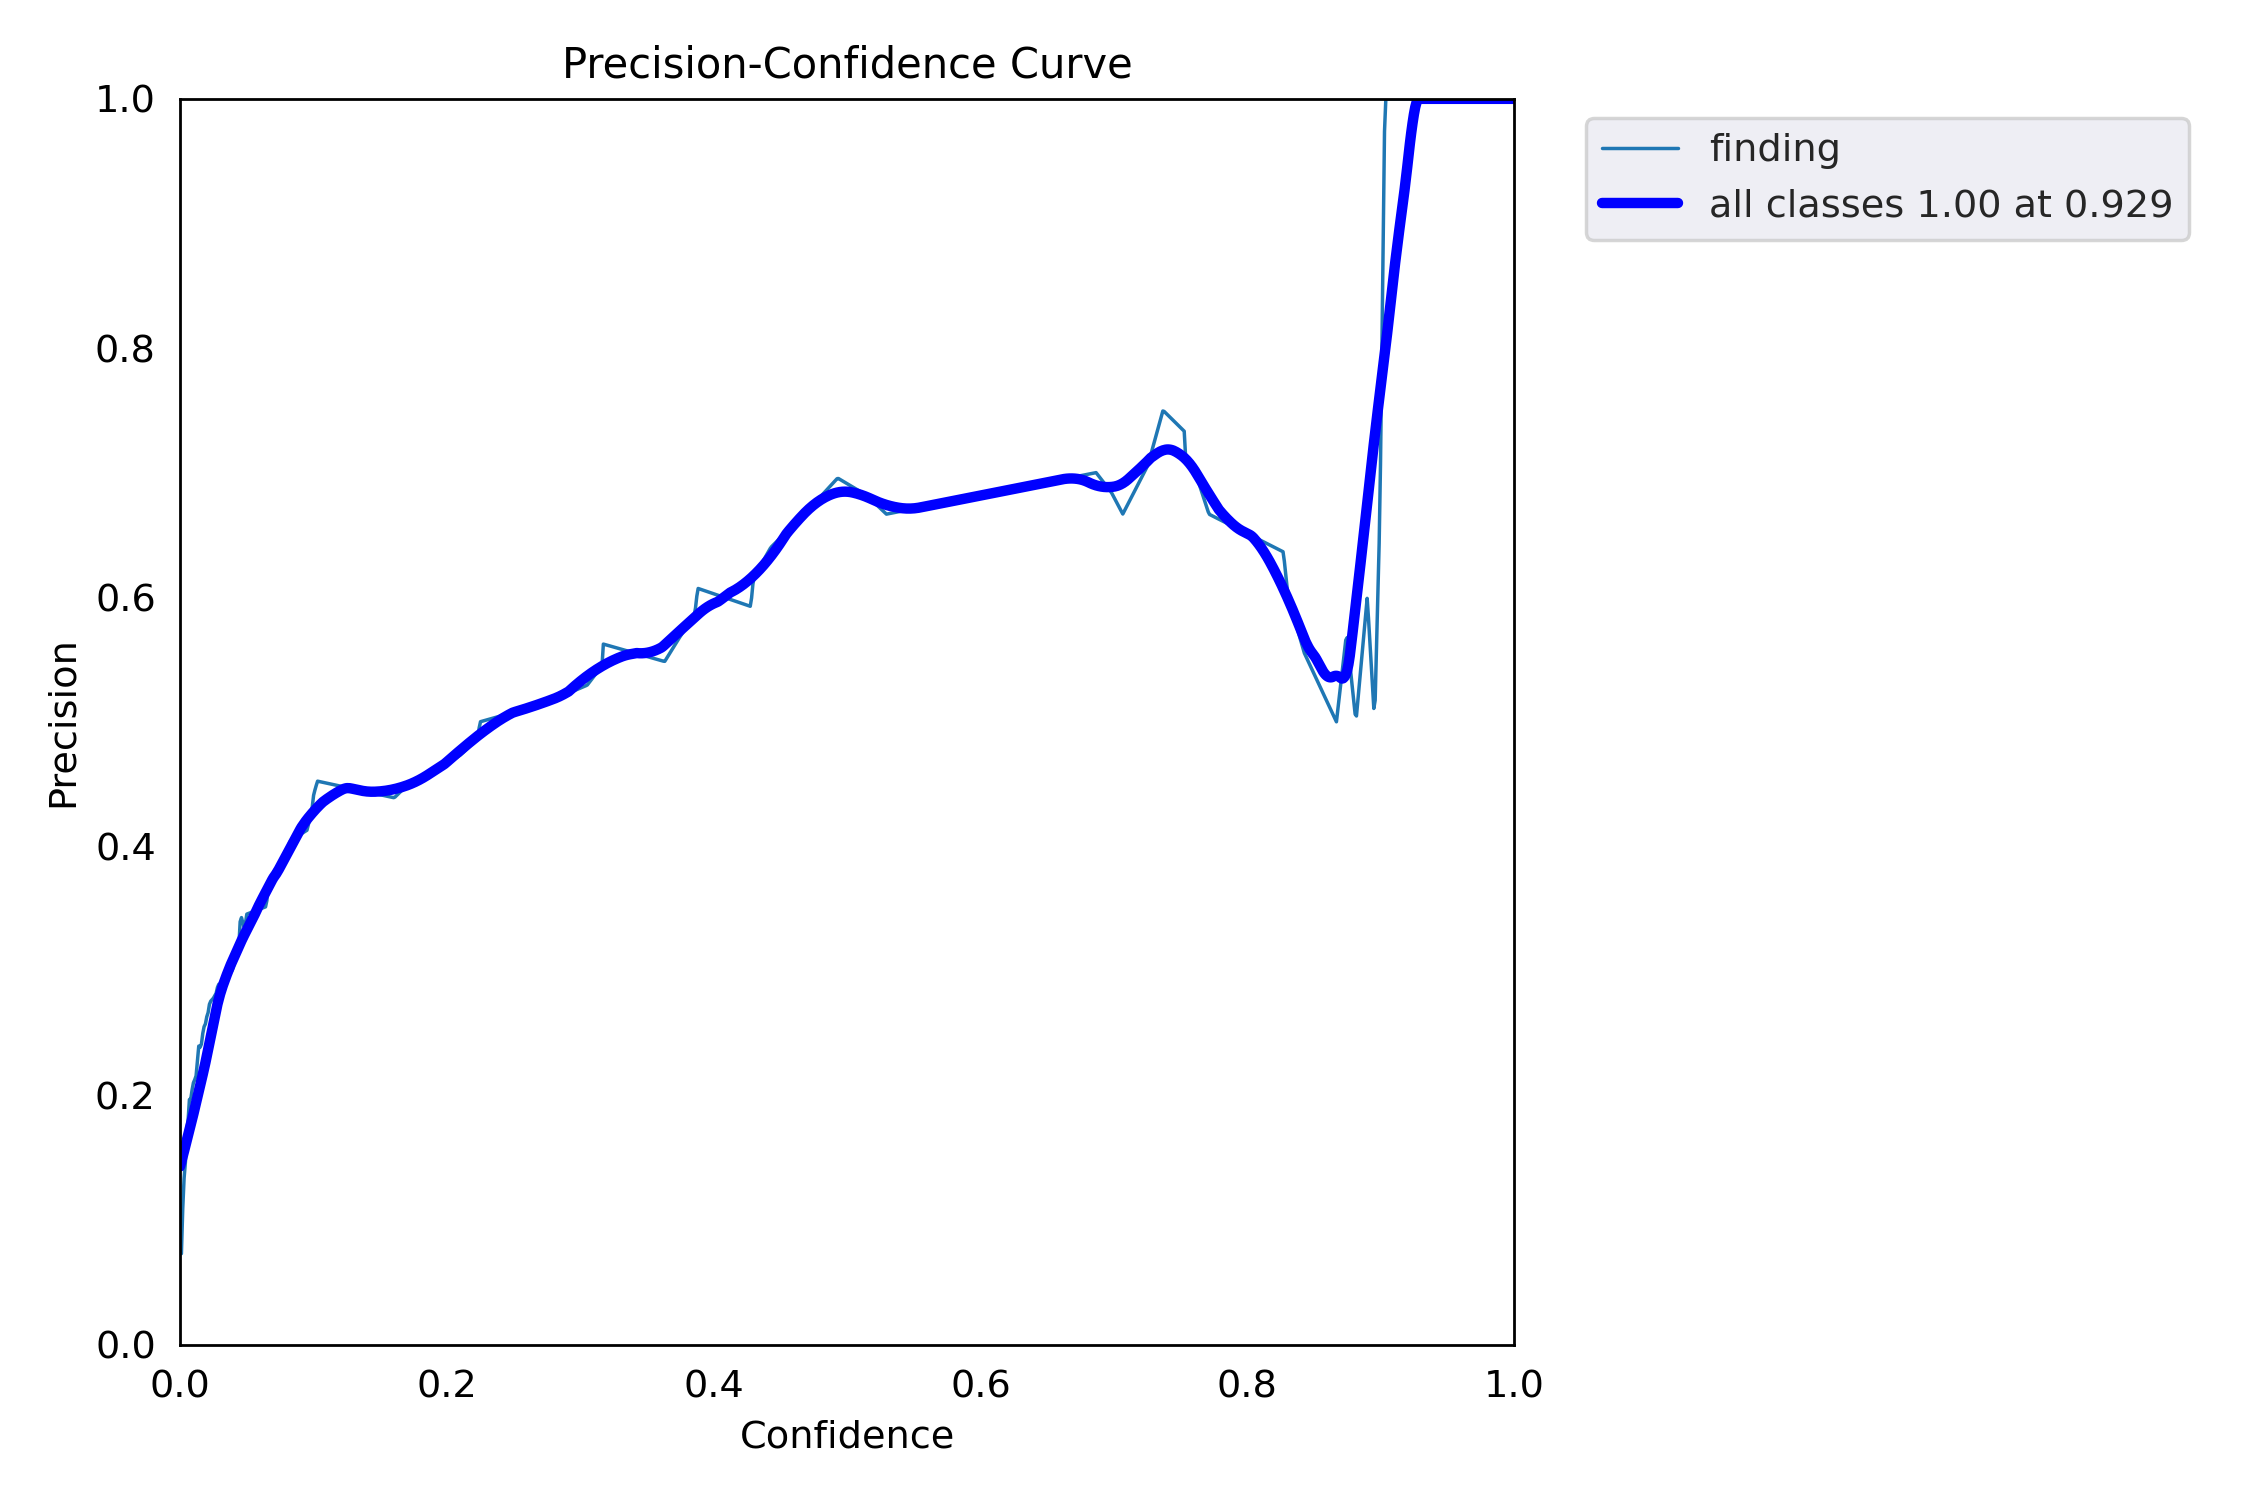 Precision-Confidence Curve
1.0
0.8
0.6
0.4
0.2
0.0
Precision
0.0 0.2 0.4 0.6 0.8 1.0
Confidence
finding
all classes 1.00 at 0.929